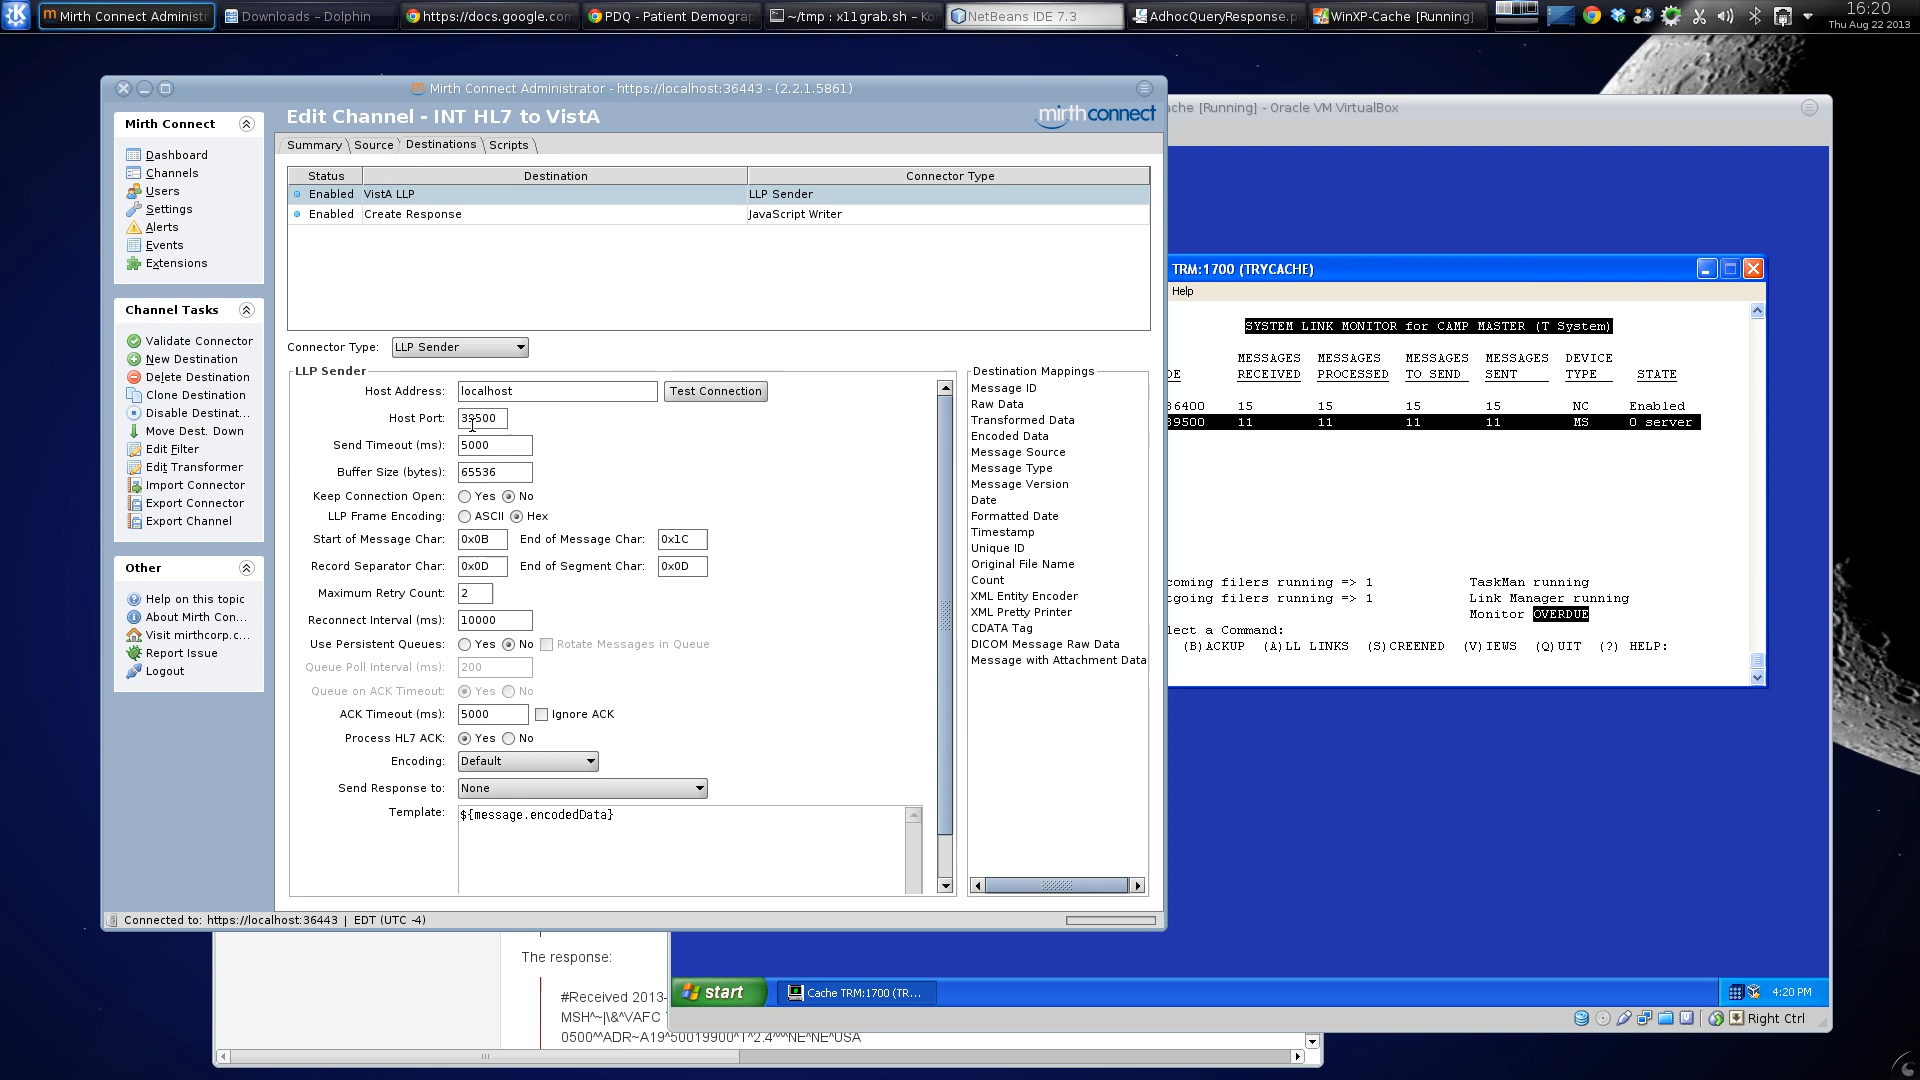 Mirth Connect Administr
Downloads – Dolphin
https://docs.google.com
PDQ - Patient Demograp
~/tmp : x11grab.sh – Ko
NetBeans IDE 7.3
AdhocQueryResponse.p
WinXP-Cache [Running]
16:20
Thu Aug 22 2013
Mirth Connect Administrator - https://localhost:36443 - (2.2.1.5861)
ache [Running] - Oracle VM VirtualBox
Mirth Connect
Dashboard
Channels
Users
Settings
Alerts
Events
Extensions
Channel Tasks
Validate Connector
New Destination
Delete Destination
Clone Destination
Disable Destinat...
Move Dest. Down
Edit Filter
Edit Transformer
Import Connector
Export Connector
Export Channel
Other
Help on this topic
About Mirth Con...
Visit mirthcorp.c...
Report Issue
Logout
Edit Channel - INT HL7 to VistA
mirthconnect
Summary Source Destinations Scripts
Status Destination Connector Type
Enabled VistA LLP LLP Sender
Enabled Create Response JavaScript Writer
Connector Type: LLP Sender
LLP Sender
Host Address: localhost Test Connection
Host Port: 39500
Send Timeout (ms): 5000
Buffer Size (bytes): 65536
Keep Connection Open: Yes No
LLP Frame Encoding: ASCII Hex
Start of Message Char: 0x0B End of Message Char: 0x1C
Record Separator Char: 0x0D End of Segment Char: 0x0D
Maximum Retry Count: 2
Reconnect Interval (ms): 10000
Use Persistent Queues: Yes No Rotate Messages in Queue
Queue Poll Interval (ms): 200
Queue on ACK Timeout: Yes No
ACK Timeout (ms): 5000 Ignore ACK
Process HL7 ACK: Yes No
Encoding: Default
Send Response to: None
Template: ${message.encodedData}
Destination Mappings
Message ID
Raw Data
Transformed Data
Encoded Data
Message Source
Message Type
Message Version
Date
Formatted Date
Timestamp
Unique ID
Original File Name
Count
XML Entity Encoder
XML Pretty Printer
CDATA Tag
DICOM Message Raw Data
Message with Attachment Data
Connected to: https://localhost:36443 | EDT (UTC -4)
TRM:1700 (TRYCACHE)
Help
SYSTEM LINK MONITOR for CAMP MASTER (T System)
MESSAGES MESSAGES MESSAGES MESSAGES DEVICE
DE RECEIVED PROCESSED TO SEND SENT TYPE STATE
36400 15 15 15 15 NC Enabled
39500 11 11 11 11 MS 0 server
coming filers running => 1 TaskMan running
tgoing filers running => 1 Link Manager running
Monitor OVERDUE
lect a Command:
(B)ACKUP (A)LL LINKS (S)CREENED (V)IEWS (Q)UIT (?) HELP:
The response:
#Received 2013-
MSH^~|\&^VAFC
0500^^ADR~A19^50019900^T^2.4^^^NE^NE^USA
start
Cache TRM:1700 (TR...
4:20 PM
Right Ctrl